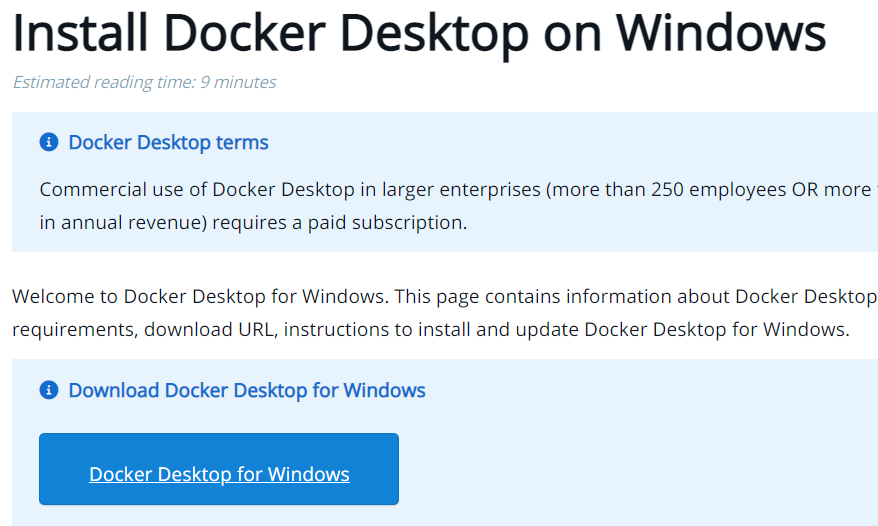 Install Docker Desktop on Windows
Estimated reading time: 9 minutes
Docker Desktop terms
Commercial use of Docker Desktop in larger enterprises (more than 250 employees OR more
in annual revenue) requires a paid subscription.
Welcome to Docker Desktop for Windows. This page contains information about Docker Desktop
requirements, download URL, instructions to install and update Docker Desktop for Windows.
Download Docker Desktop for Windows
Docker Desktop for Windows